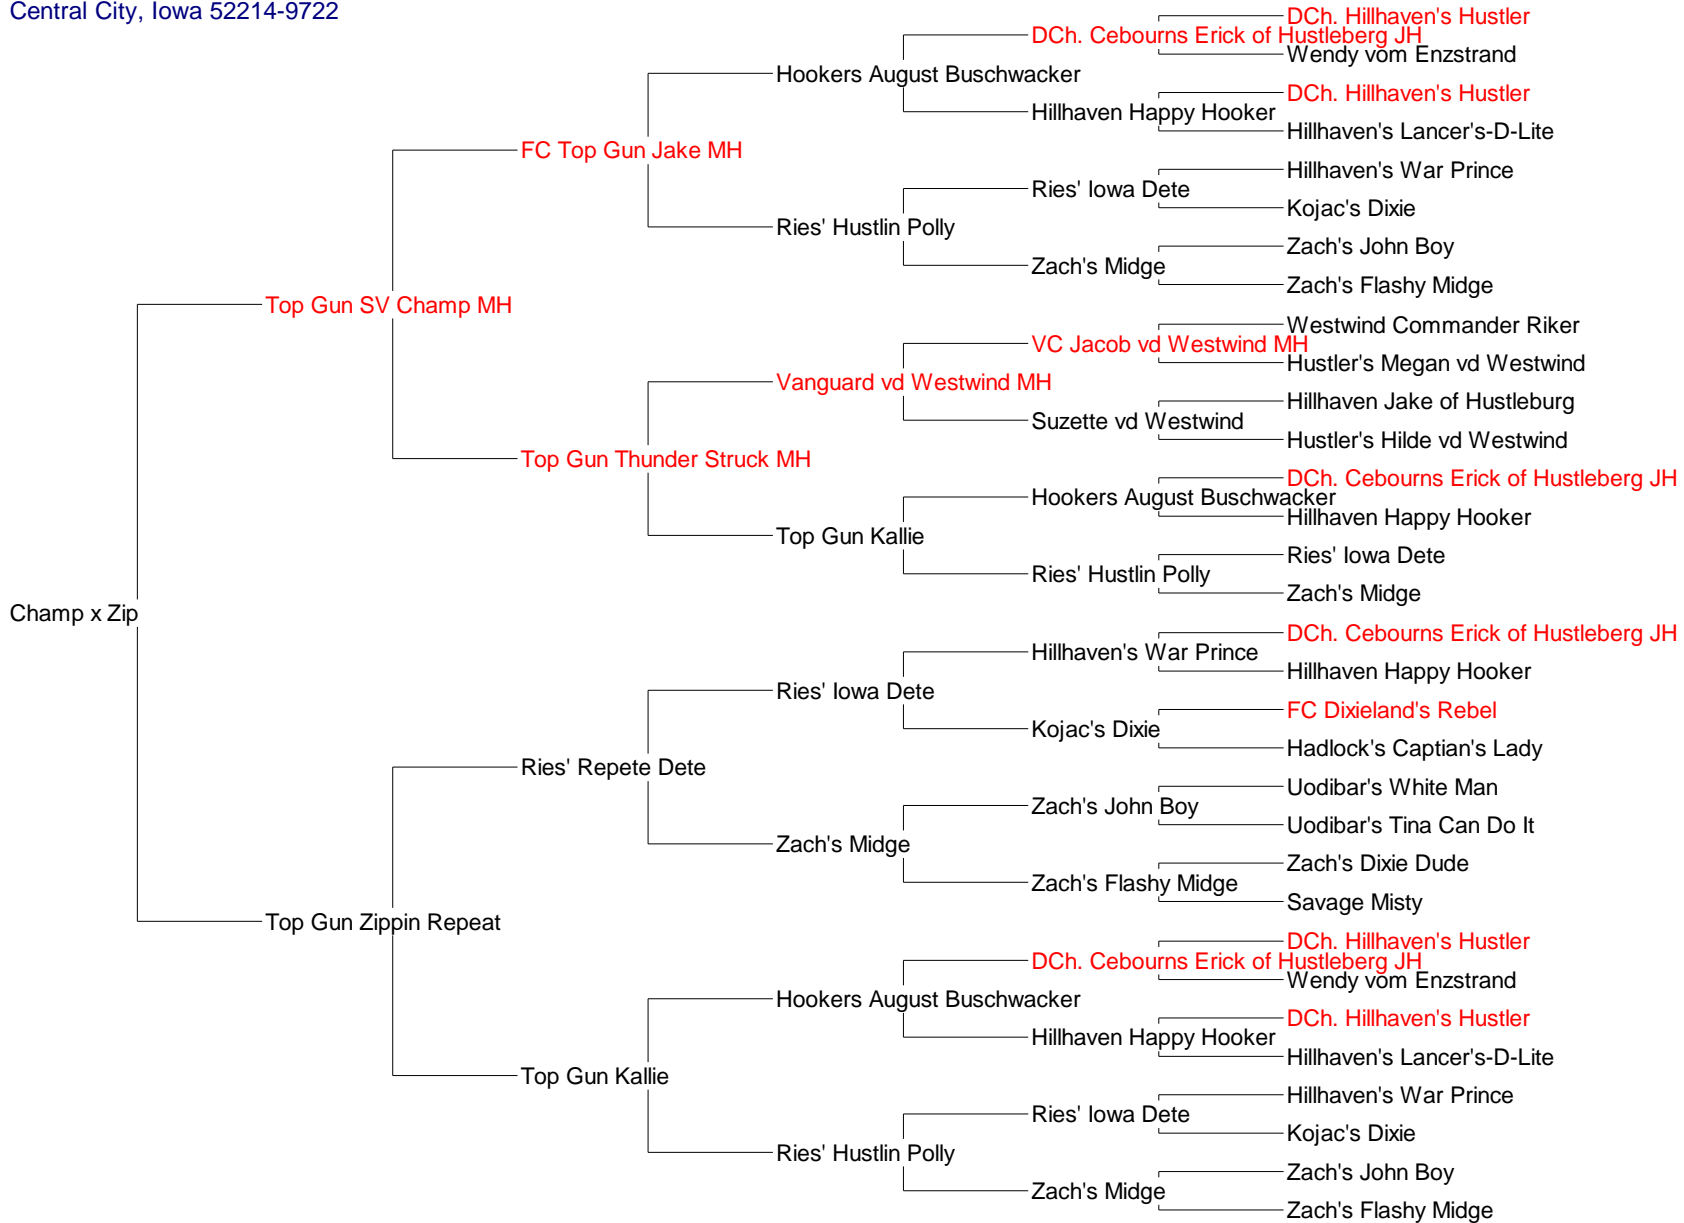 Central City, Iowa 52214-9722
DCh. Hillhaven's Hustler
DCh. Cebourns Erick of Hustleberg JH
Wendy vom Enzstrand
Hookers August Buschwacker
DCh. Hillhaven's Hustler
Hillhaven Happy Hooker
Hillhaven's Lancer's-D-Lite
FC Top Gun Jake MH
Hillhaven's War Prince
Ries' Iowa Dete
Kojac's Dixie
Ries' Hustlin Polly
Zach's John Boy
Zach's Midge
Zach's Flashy Midge
Top Gun SV Champ MH
Westwind Commander Riker
VC Jacob vd Westwind MH
Hustler's Megan vd Westwind
Vanguard vd Westwind MH
Hillhaven Jake of Hustleburg
Suzette vd Westwind
Hustler's Hilde vd Westwind
Top Gun Thunder Struck MH
DCh. Cebourns Erick of Hustleberg JH
Hookers August Buschwacker
Hillhaven Happy Hooker
Top Gun Kallie
Ries' Iowa Dete
Ries' Hustlin Polly
Zach's Midge
Champ x Zip
DCh. Cebourns Erick of Hustleberg JH
Hillhaven's War Prince
Hillhaven Happy Hooker
Ries' Iowa Dete
FC Dixieland's Rebel
Kojac's Dixie
Hadlock's Captian's Lady
Ries' Repete Dete
Uodibar's White Man
Zach's John Boy
Uodibar's Tina Can Do It
Zach's Midge
Zach's Dixie Dude
Zach's Flashy Midge
Savage Misty
Top Gun Zippin Repeat
DCh. Hillhaven's Hustler
DCh. Cebourns Erick of Hustleberg JH
Wendy vom Enzstrand
Hookers August Buschwacker
DCh. Hillhaven's Hustler
Hillhaven Happy Hooker
Hillhaven's Lancer's-D-Lite
Top Gun Kallie
Hillhaven's War Prince
Ries' Iowa Dete
Kojac's Dixie
Ries' Hustlin Polly
Zach's John Boy
Zach's Midge
Zach's Flashy Midge